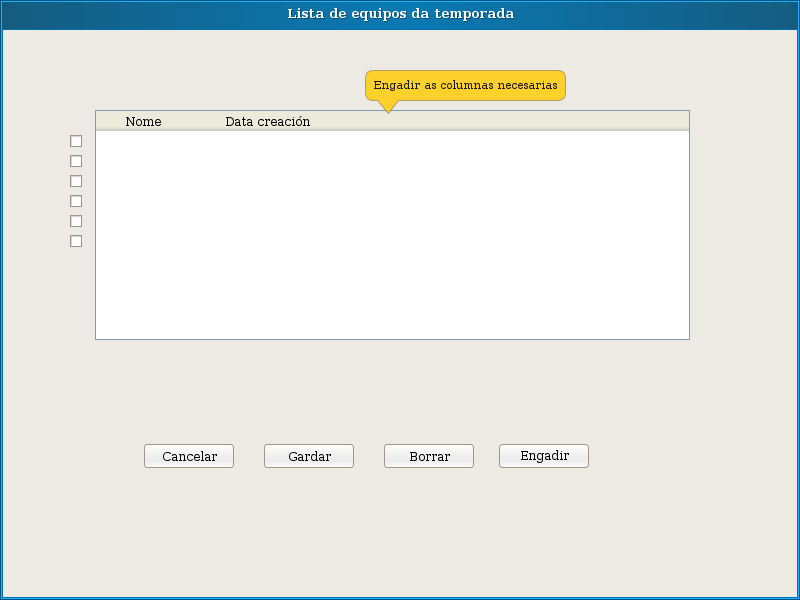 Lista de equipos da temporada
Engadir as columnas necesarias
Nome Data creación
Cancelar Gardar Borrar Engadir